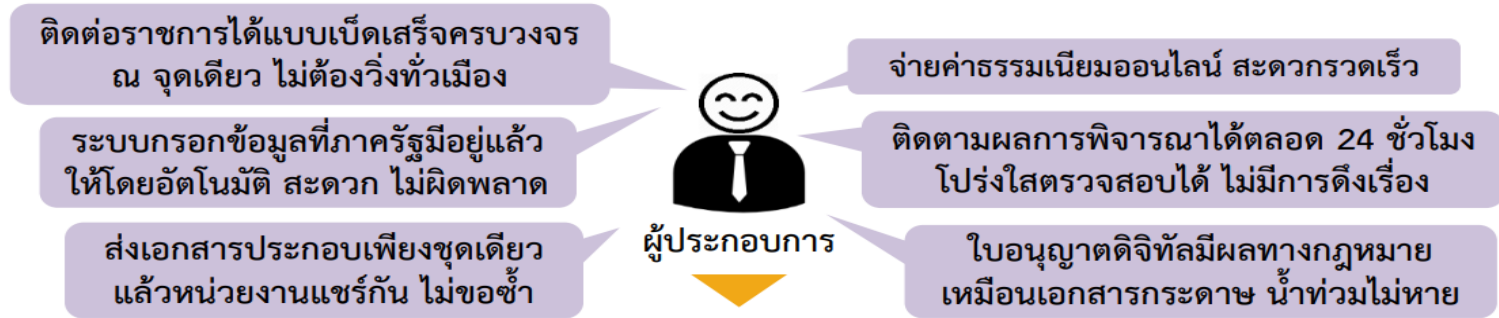 ติดต่อราชการได้แบบเบ็ดเสร็จครบวงจร
ณ จุดเดียว ไม่ต้องวิ่งทั่วเมือง
ระบบกรอกข้อมูลที่ภาครัฐมีอยู่แล้ว
ให้โดยอัตโนมัติ สะดวก ไม่ผิดพลาด
ส่งเอกสารประกอบเพียงชุดเดียว
แล้วหน่วยงานแชร์กัน ไม่ขอซ้ำ
ผู้ประกอบการ
จ่ายค่าธรรมเนียมออนไลน์ สะดวกรวดเร็ว
ติดตามผลการพิจารณาได้ตลอด 24 ชั่วโมง
โปร่งใสตรวจสอบได้ ไม่มีการดึงเรื่อง
ใบอนุญาตดิจิทัลมีผลทางกฎหมาย
เหมือนเอกสารกระดาษ น้ำท่วมไม่หาย